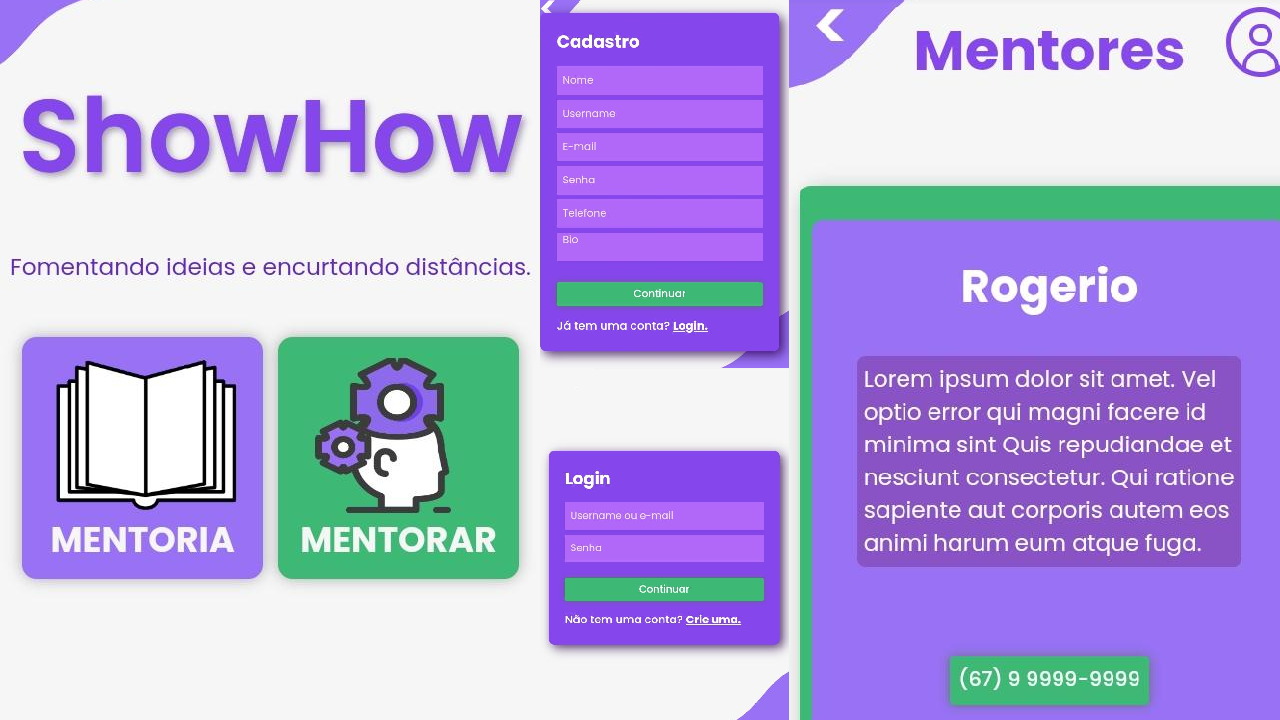 ShowHow
Fomentando ideias e encurtando distâncias.
MENTORIA
MENTORAR
Cadastro
Nome
Username
E-mail
Senha
Telefone
Bio
Continuar
Já tem uma conta? Login.
Login
Username ou e-mail
Senha
Continuar
Não tem uma conta? Crie uma.
Mentores
Rogerio
Lorem ipsum dolor sit amet. Vel
optio error qui magni facere id
minima sint Quis repudiandae et
nesciunt consectetur. Qui ratione
sapiente aut corporis autem eos
animi harum eum atque fuga.
(67) 9 9999-9999